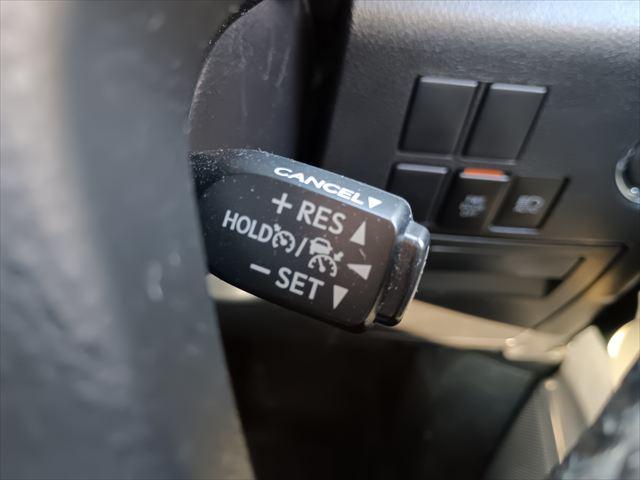 CANCEL▼
+ RES ▲
HOLD / ◀
− SET ▼